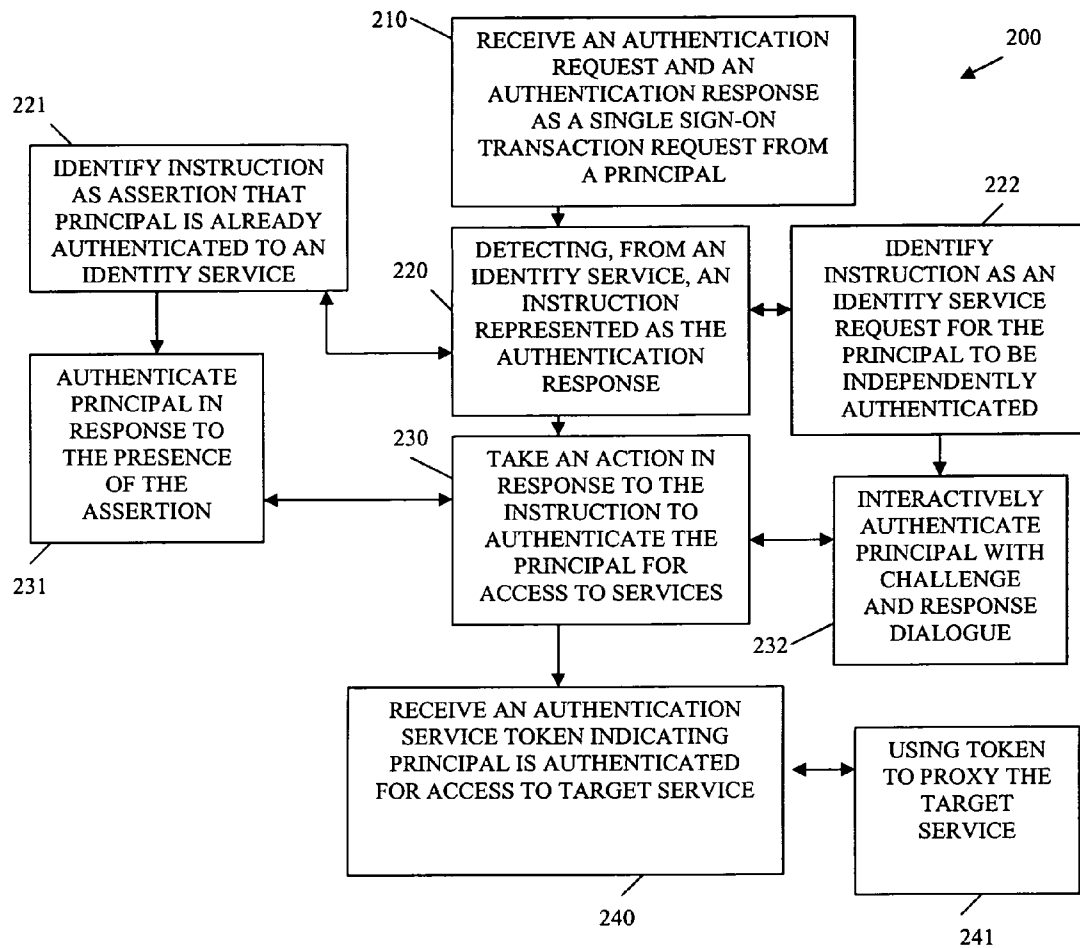 210
RECEIVE AN AUTHENTICATION
REQUEST AND AN
AUTHENTICATION RESPONSE
AS A SINGLE SIGN-ON
TRANSACTION REQUEST FROM
A PRINCIPAL
200
221
IDENTIFY INSTRUCTION
AS ASSERTION THAT
PRINCIPAL IS ALREADY
AUTHENTICATED TO AN
IDENTITY SERVICE
220
DETECTING, FROM AN
IDENTITY SERVICE, AN
INSTRUCTION
REPRESENTED AS THE
AUTHENTICATION
RESPONSE
222
IDENTIFY
INSTRUCTION AS AN
IDENTITY SERVICE
REQUEST FOR THE
PRINCIPAL TO BE
INDEPENDENTLY
AUTHENTICATED
AUTHENTICATE
PRINCIPAL IN
RESPONSE TO
THE PRESENCE
OF THE
ASSERTION
231
230
TAKE AN ACTION IN
RESPONSE TO THE
INSTRUCTION TO
AUTHENTICATE THE
PRINCIPAL FOR
ACCESS TO SERVICES
INTERACTIVELY
AUTHENTICATE
PRINCIPAL WITH
CHALLENGE
AND RESPONSE
DIALOGUE
232
RECEIVE AN AUTHENTICATION
SERVICE TOKEN INDICATING
PRINCIPAL IS AUTHENTICATED
FOR ACCESS TO TARGET SERVICE
240
USING TOKEN
TO PROXY THE
TARGET
SERVICE
241